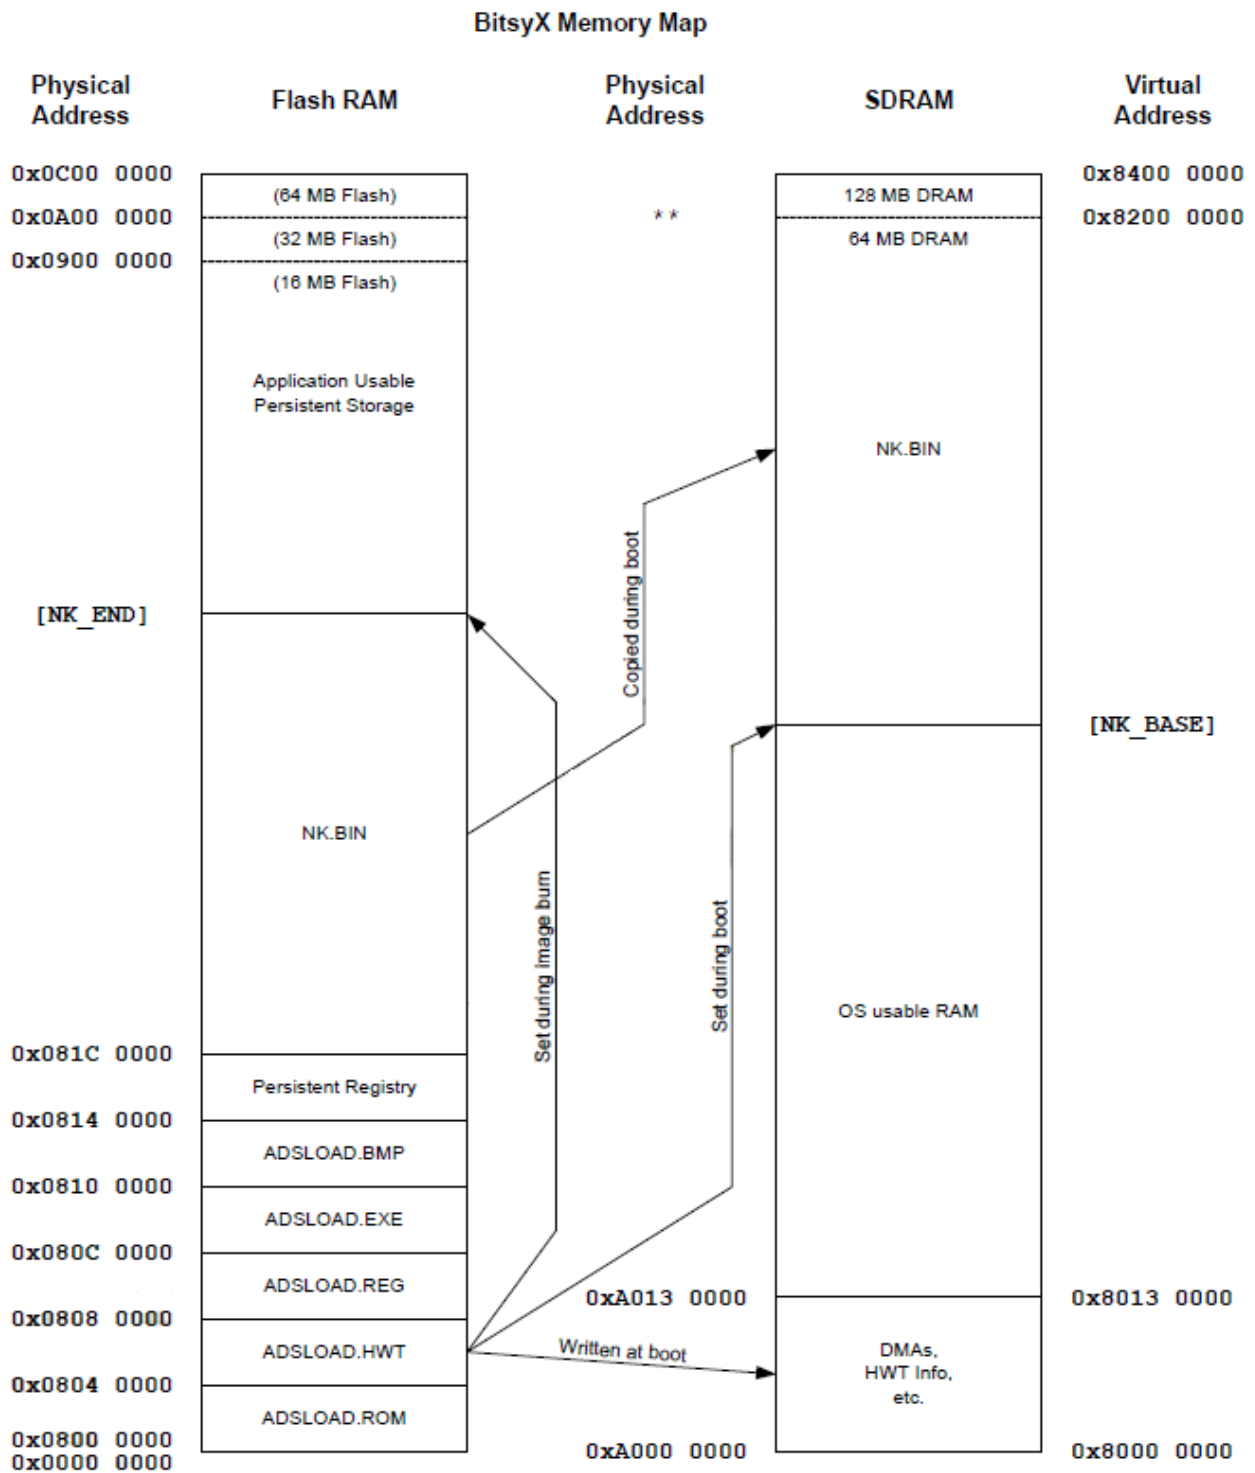 BitsyX Memory Map
Physical
Address
Flash RAM
Physical
Address
SDRAM
Virtual
Address
0x0C00 0000
(64 MB Flash)
128 MB DRAM
0x8400 0000
0x0A00 0000
**
0x8200 0000
(32 MB Flash)
64 MB DRAM
0x0900 0000
(16 MB Flash)
Application Usable
Persistent Storage
NK.BIN
Copied during boot
[NK_END]
[NK_BASE]
NK.BIN
Set during image burn
Set during boot
OS usable RAM
0x081C 0000
Persistent Registry
0x0814 0000
ADSLOAD.BMP
0x0810 0000
ADSLOAD.EXE
0x080C 0000
ADSLOAD.REG
0xA013 0000
0x8013 0000
0x0808 0000
ADSLOAD.HWT
Written at boot
DMAs,
HWT Info,
etc.
0x0804 0000
ADSLOAD.ROM
0x0800 0000
0x0000 0000
0xA000 0000
0x8000 0000